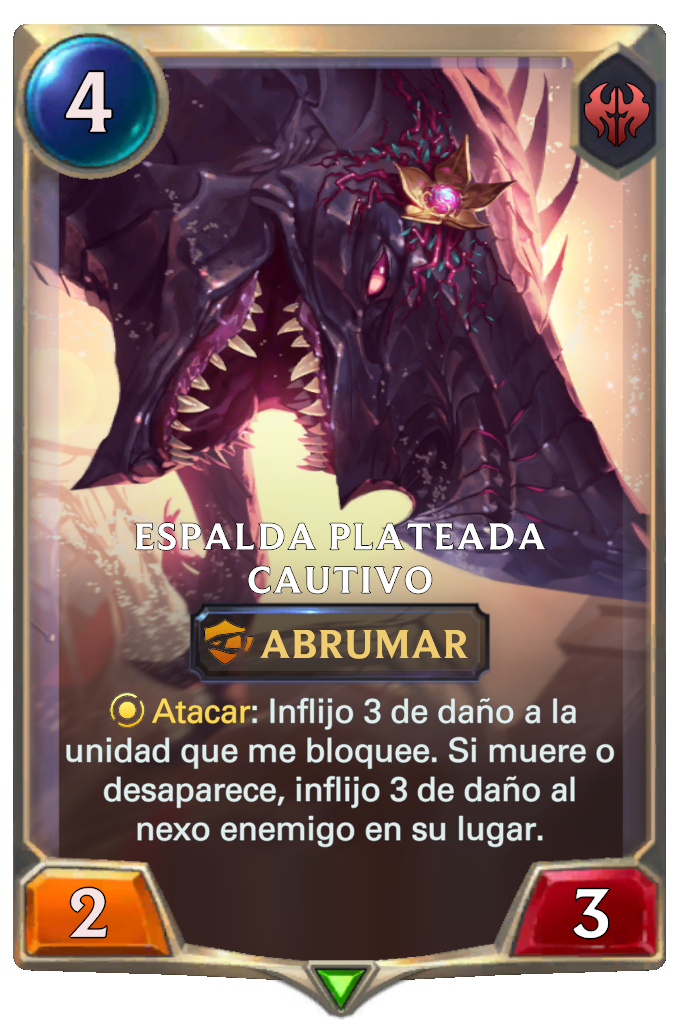 4
ESPALDA PLATEADA
CAUTIVO
ABRUMAR
Atacar: Inflijo 3 de daño a la
unidad que me bloquee. Si muere o
desaparece, inflijo 3 de daño al
nexo enemigo en su lugar.
2
3